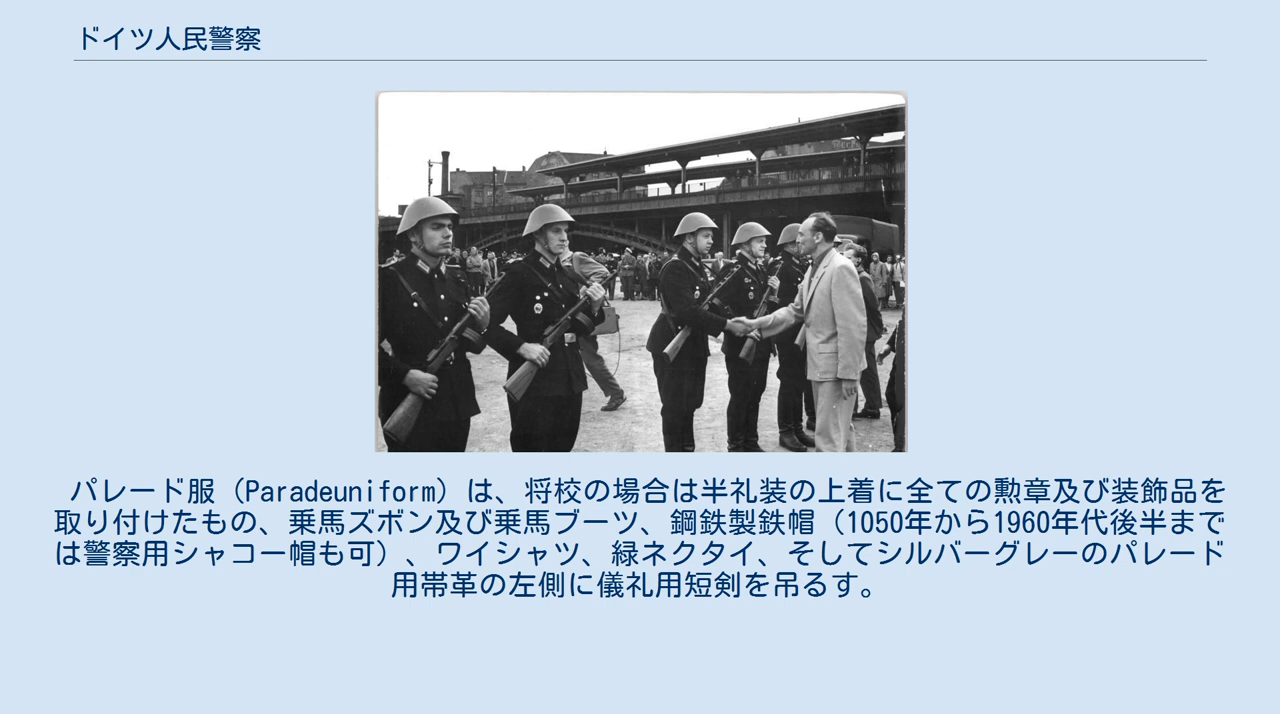 ドイツ人民警察
パレード服（Paradeuniform）は、将校の場合は半礼装の上着に全ての勲章及び装飾品を
取り付けたもの、乗馬ズボン及び乗馬ブーツ、鋼鉄製鉄帽（1050年から1960年代後半まで
は警察用シャコー帽も可）、ワイシャツ、緑ネクタイ、そしてシルバーグレーのパレード
用帯革の左側に儀礼用短剣を吊るす。